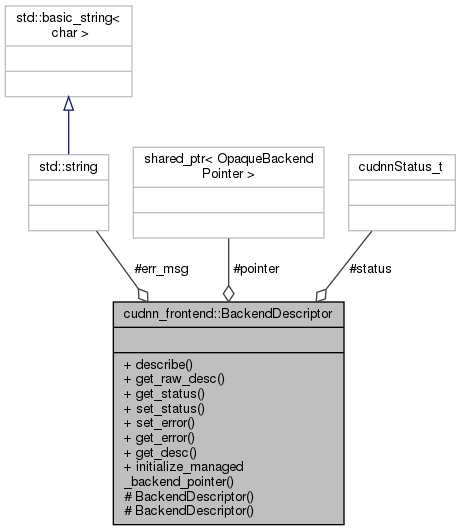 std::basic_string<
char >
std::string
shared_ptr< OpaqueBackend
Pointer >
cudnnStatus_t
#err_msg
#pointer
#status
cudnn_frontend::BackendDescriptor
+ describe()
+ get_raw_desc()
+ get_status()
+ set_status()
+ set_error()
+ get_error()
+ get_desc()
+ initialize_managed
_backend_pointer()
# BackendDescriptor()
# BackendDescriptor()